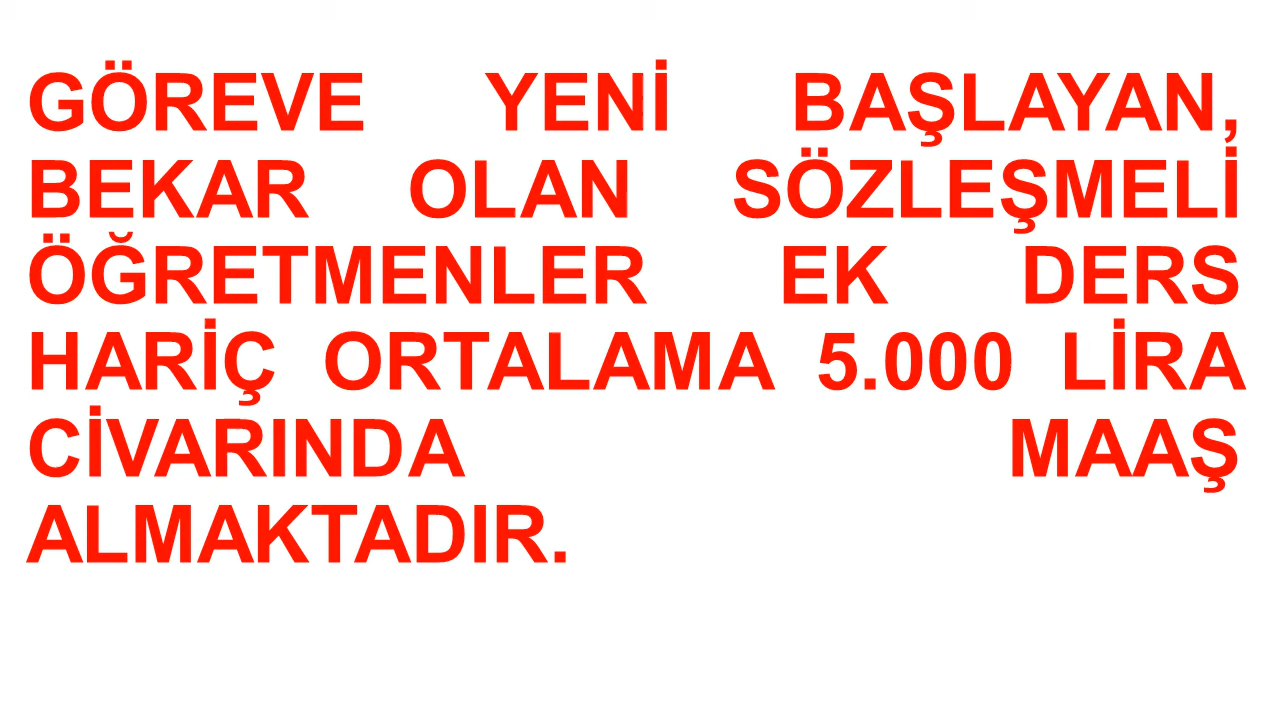 GÖREVE YENİ BAŞLAYAN,
BEKAR OLAN SÖZLEŞMELİ
ÖĞRETMENLER EK DERS
HARİÇ ORTALAMA 5.000 LİRA
CİVARINDA MAAŞ
ALMAKTADIR.